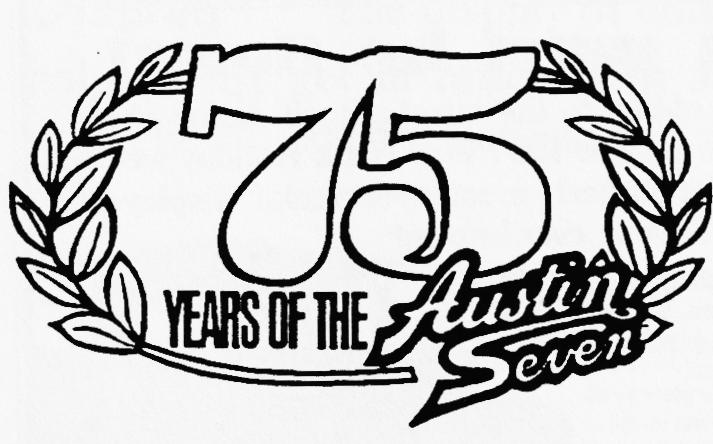 75
YEARS OF THE Austin
Seven